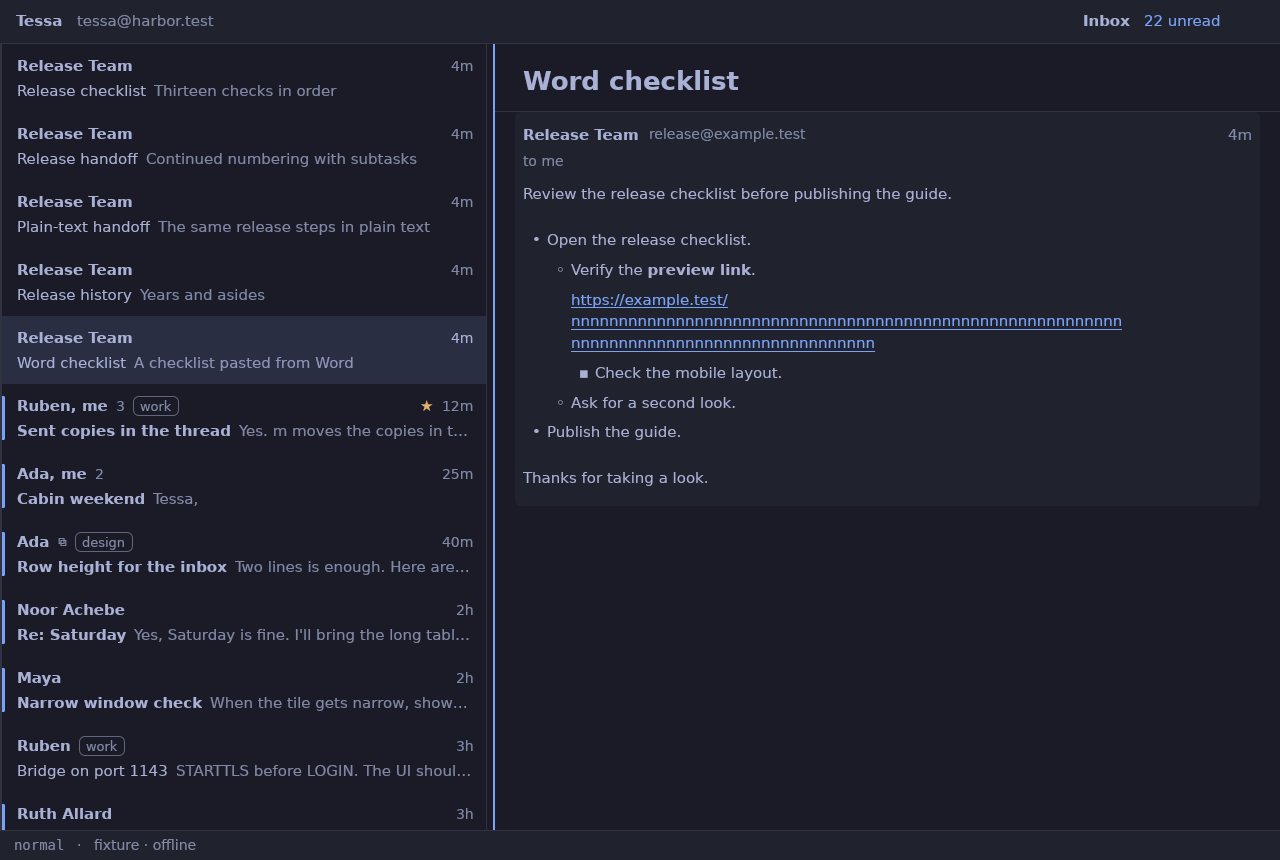 Tessa tessa@harbor.test
Inbox 22 unread
Release Team 4m
Release checklist Thirteen checks in order
Release Team 4m
Release handoff Continued numbering with subtasks
Release Team 4m
Plain-text handoff The same release steps in plain text
Release Team 4m
Release history Years and asides
Release Team 4m
Word checklist A checklist pasted from Word
Ruben, me 3 work ★ 12m
Sent copies in the thread Yes. m moves the copies in t…
Ada, me 2 25m
Cabin weekend Tessa,
Ada design 40m
Row height for the inbox Two lines is enough. Here are…
Noor Achebe 2h
Re: Saturday Yes, Saturday is fine. I'll bring the long tabl…
Maya 2h
Narrow window check When the tile gets narrow, show…
Ruben work 3h
Bridge on port 1143 STARTTLS before LOGIN. The UI shoul…
Ruth Allard 3h
Word checklist
Release Team release@example.test 4m
to me
Review the release checklist before publishing the guide.
• Open the release checklist.
◦ Verify the preview link.
https://example.test/
• Publish the guide.
▪ Check the mobile layout.
◦ Ask for a second look.
Thanks for taking a look.
normal · fixture · offline